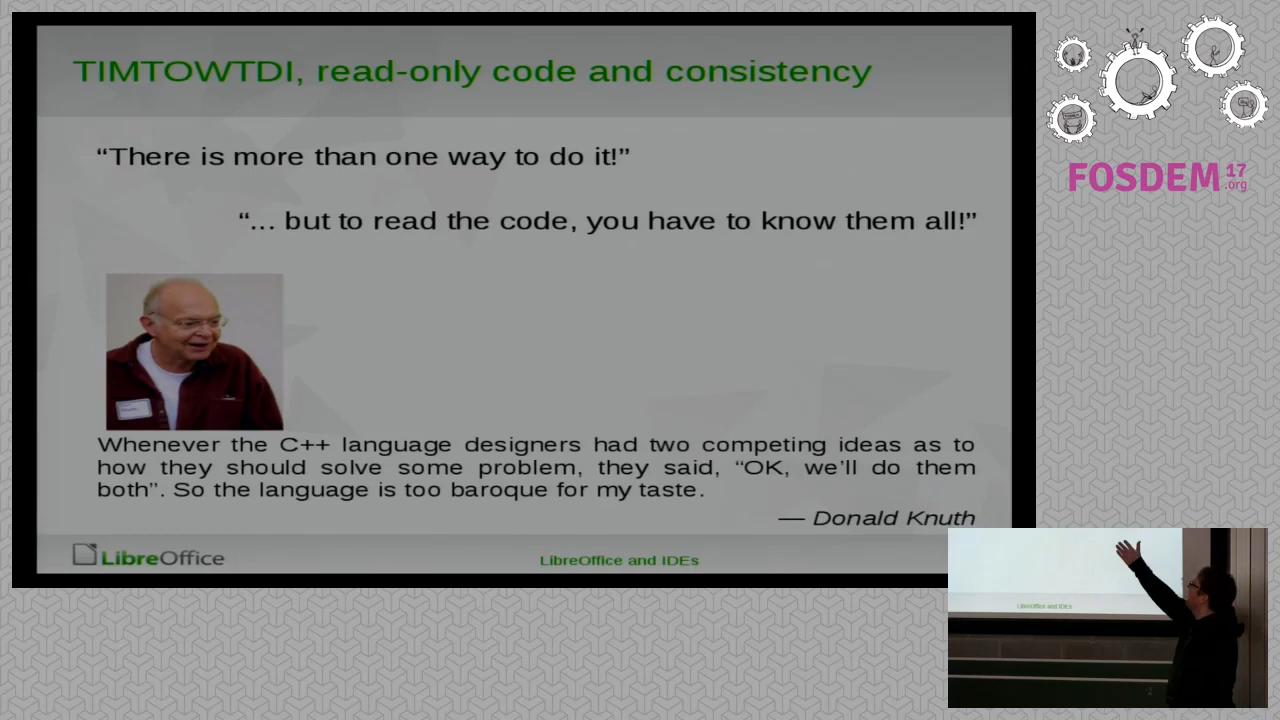 TIMTOWTDI, read-only code and consistency
“There is more than one way to do it!”
“... but to read the code, you have to know them all!”
Whenever the C++ language designers had two competing ideas as to
how they should solve some problem, they said, “OK, we’ll do them
both”. So the language is too baroque for my taste.
— Donald Knuth
LibreOffice
LibreOffice and IDEs
FOSDEM 17
.org
LibreOffice and IDEs